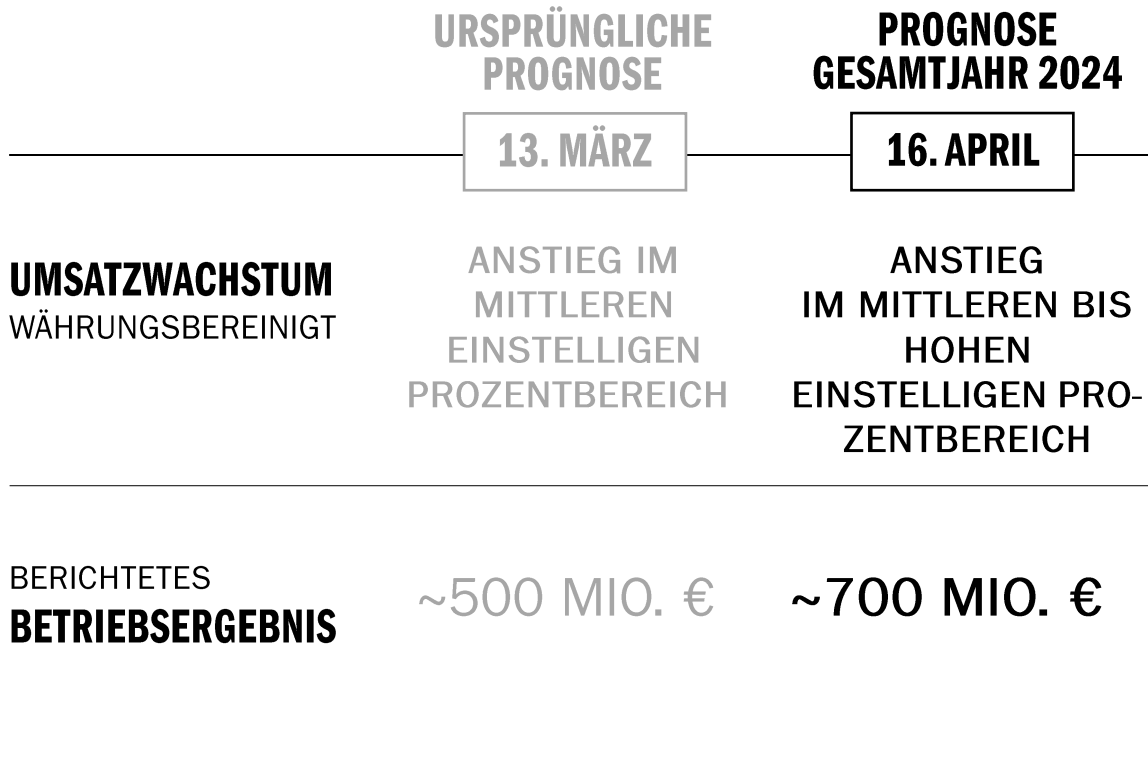 URSPRÜNGLICHE
PROGNOSE
PROGNOSE
GESAMTJAHR 2024
13. MÄRZ
16. APRIL
UMSATZWACHSTUM
WÄHRUNGSBEREINIGT
ANSTIEG IM
MITTLEREN
EINSTELLIGEN
PROZENTBEREICH
ANSTIEG
IM MITTLEREN BIS
HOHEN
EINSTELLIGEN PRO-
ZENTBEREICH
BERICHTETES
BETRIEBSERGEBNIS
~500 MIO. €
~700 MIO. €